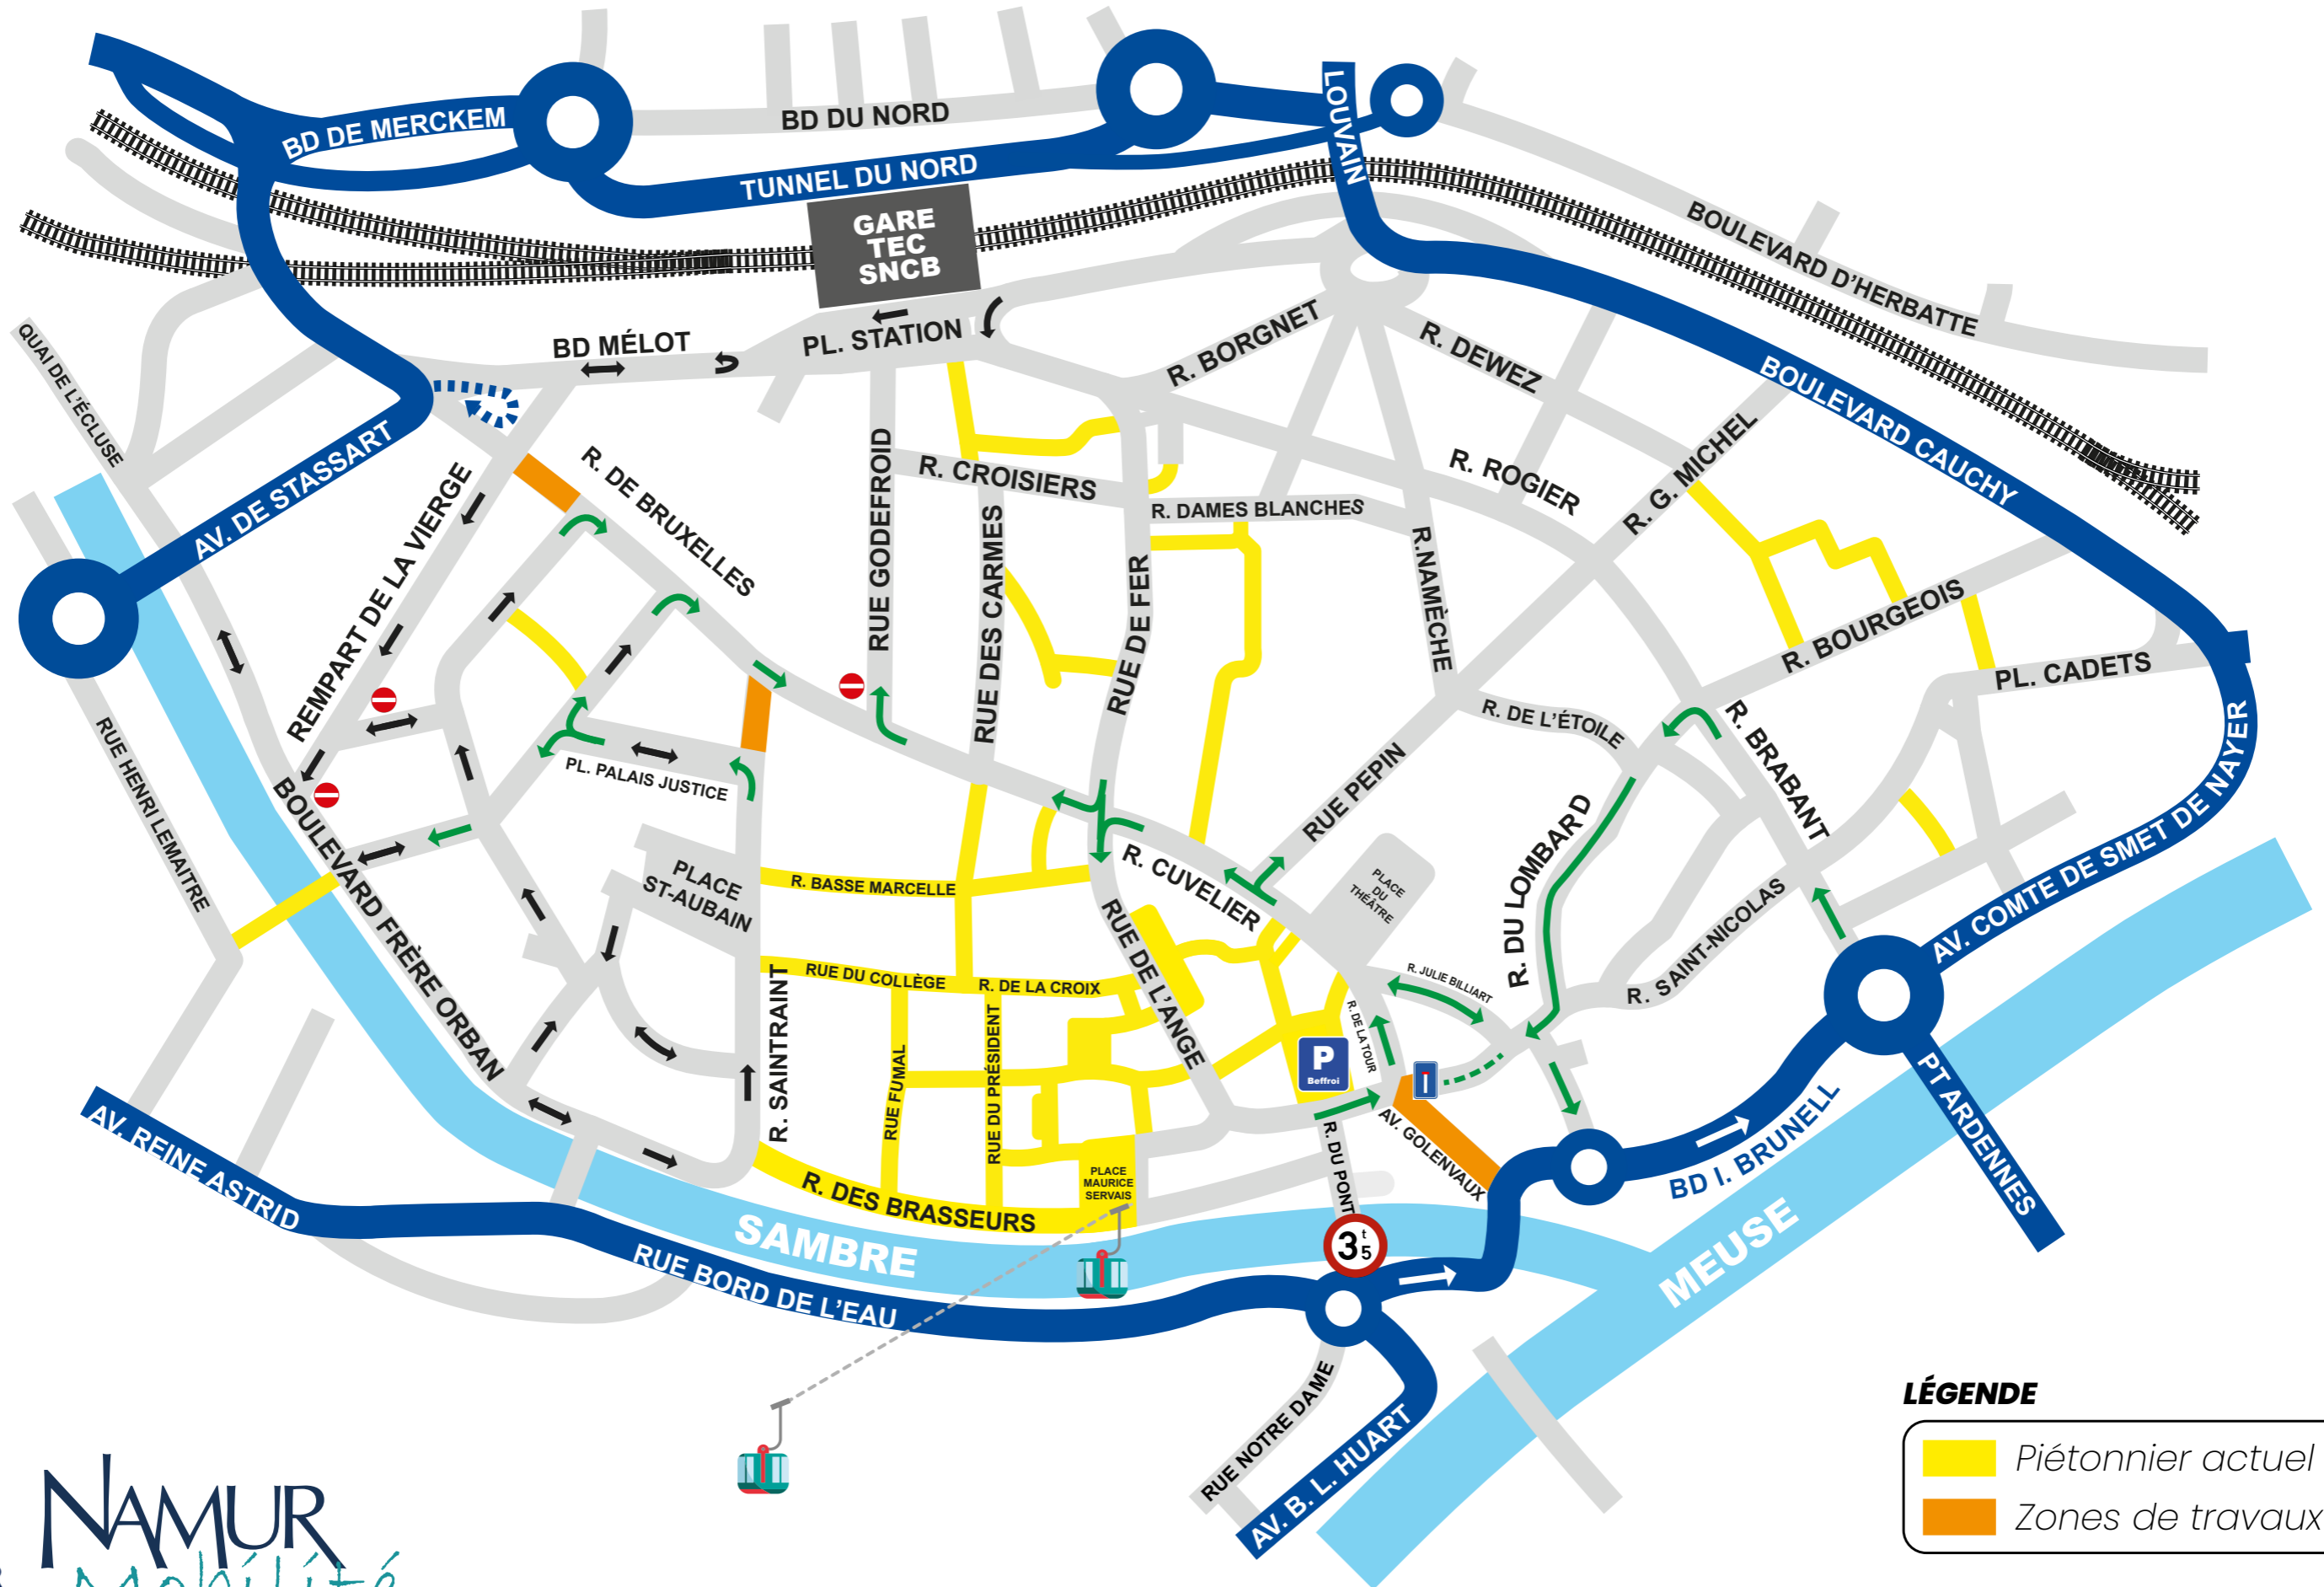 LOUVAIN
BD DE MERCKEM
BD DU NORD
TUNNEL DU NORD
GARE
TEC
SNCB
BOULEVARD D'HERBATTE
QUAI DE L'ÉCLUSE
BD MÉLOT
PL. STATION
R. BORGNET
R. DEWEZ
BOULEVARD CAUCHY
AV. DE STASSART
REMPART DE LA VIERGE
R. DE BRUXELLES
RUE GODEFROID
R. CROISIERS
RUE DES CARMES
R. DAMES BLANCHES
RUE DE FER
R.NAMÈCHE
R. ROGIER
R. G. MICHEL
R. BOURGEOIS
PL. CADETS
RUE HENRI LEMAITRE
PL. PALAIS JUSTICE
R. DE L'ÉTOILE
R. BRABANT
RUE PEPIN
R. DU LOMBARD
AV. COMTE DE SMET DE NAYER
BOULEVARD FRÈRE ORBAN
PLACE
ST-AUBAIN
R. BASSE MARCELLE
R. CUVELIER
PLACE
DU
THÉÂTRE
R. SAINT-NICOLAS
RUE DU COLLÈGE
R. DE LA CROIX
RUE DE L'ANGE
R. JULIE BILLIART
R. DE LA TOUR
R. SAINTRAINT
RUE FUMAL
RUE DU PRÉSIDENT
P
Beffroi
AV. GOLENVAUX
R. DU PONT
PLACE
MAURICE
SERVAIS
R. DES BRASSEURS
BD I. BRUNELL
PT ARDENNES
AV. REINE ASTRID
SAMBRE
RUE BORD DE L'EAU
3t5
MEUSE
RUE NOTRE DAME
AV. B. L. HUART
LÉGENDE
Piétonnier actuel
Zones de travaux
NAMUR
Mobilité